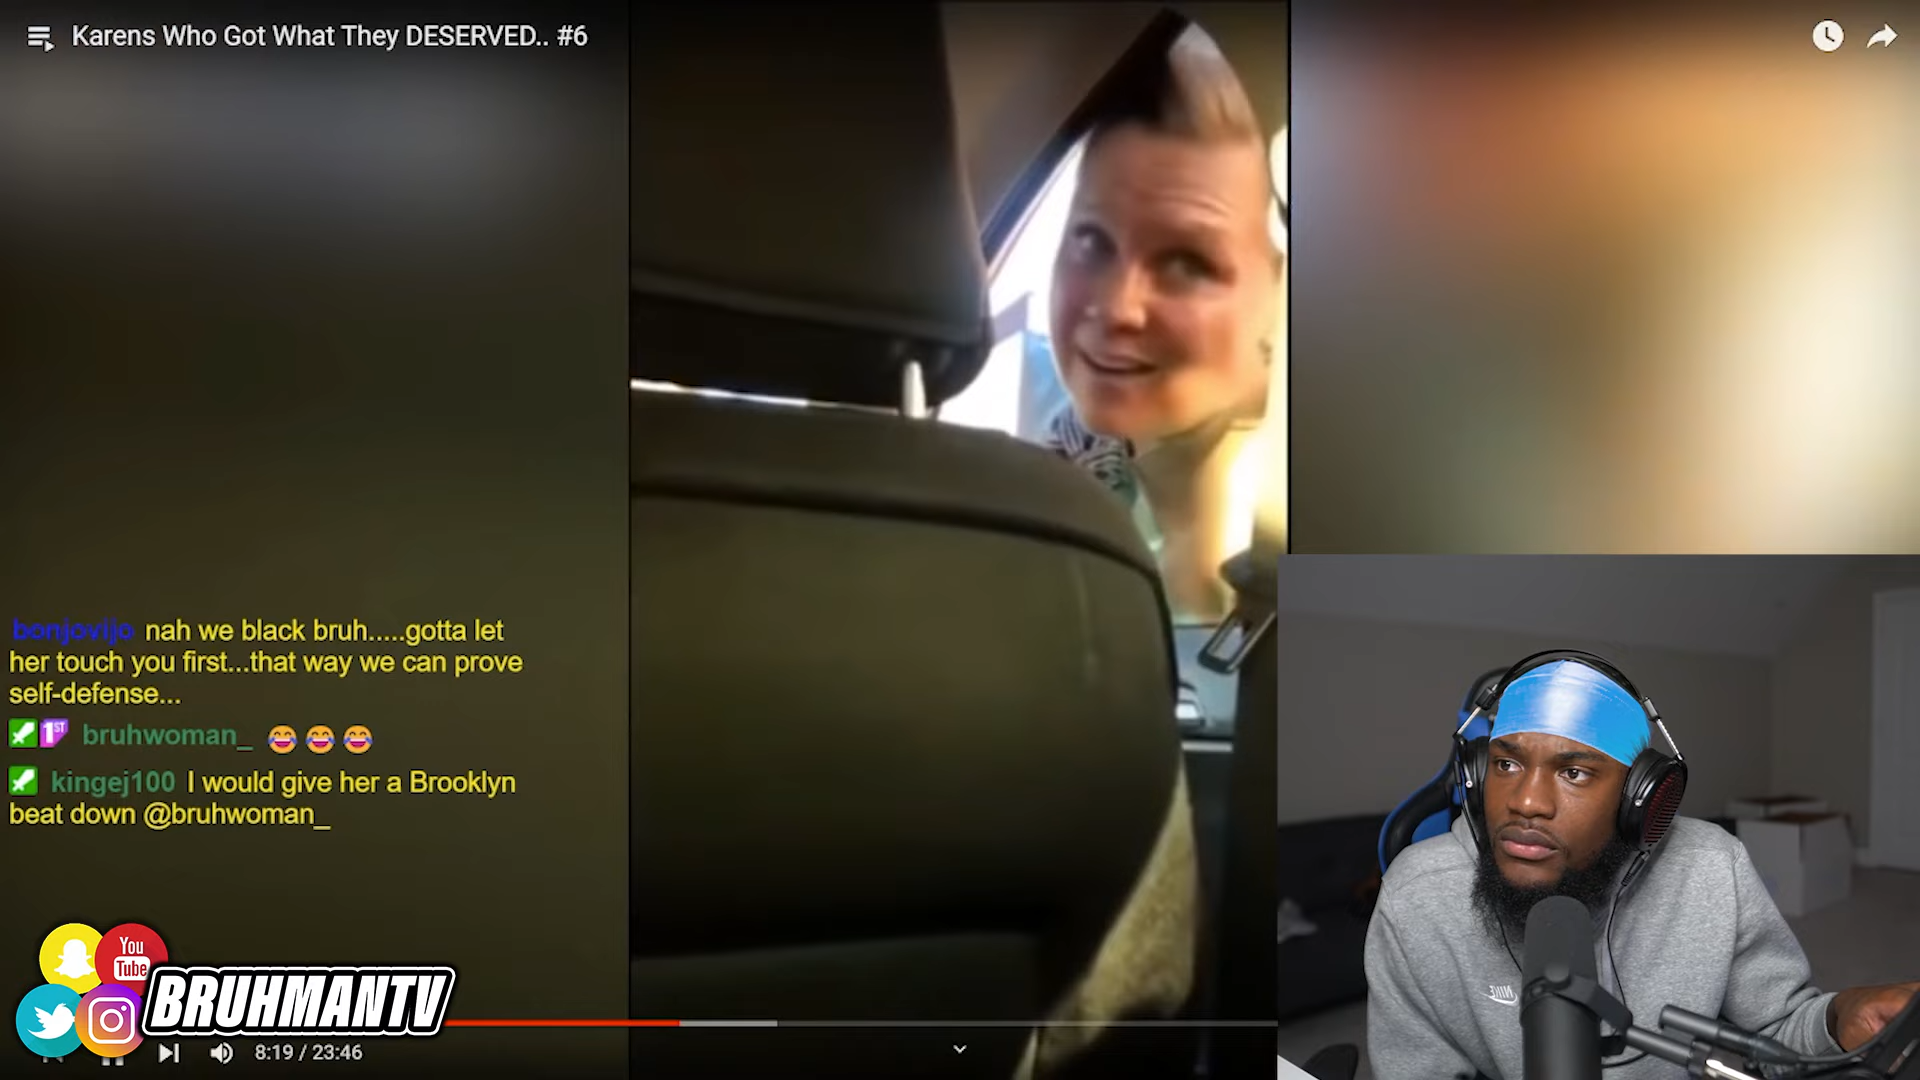 Karens Who Got What They DESERVED.. #6
bonjovijo nah we black bruh.....gotta let
her touch you first...that way we can prove
self-defense...
1ST bruhwoman_ 😂😂😂
kingej100 I would give her a Brooklyn
beat down @bruhwoman_
You
Tube
BRUHMANTV
8:19 / 23:46
NIKE